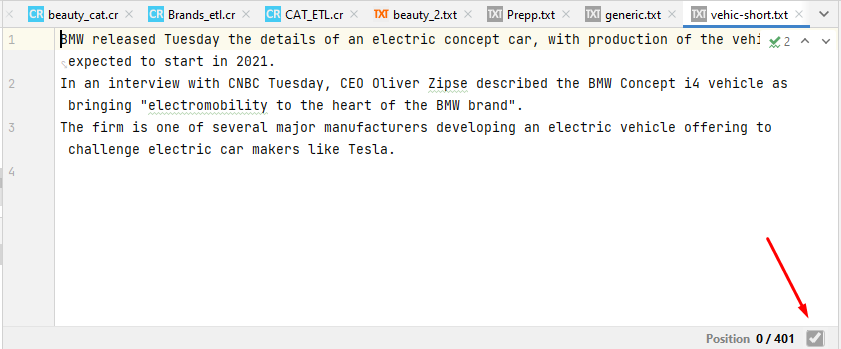 CR beauty_cat.cr CR Brands_etl.cr CR CAT_ETL.cr TXT beauty_2.txt TXT Prepp.txt TXT generic.txt TXT vehic-short.txt
1 BMW released Tuesday the details of an electric concept car, with production of the vehi 2
expected to start in 2021.
2 In an interview with CNBC Tuesday, CEO Oliver Zipse described the BMW Concept i4 vehicle as
bringing "electromobility to the heart of the BMW brand".
3 The firm is one of several major manufacturers developing an electric vehicle offering to
challenge electric car makers like Tesla.
4
Position 0 / 401